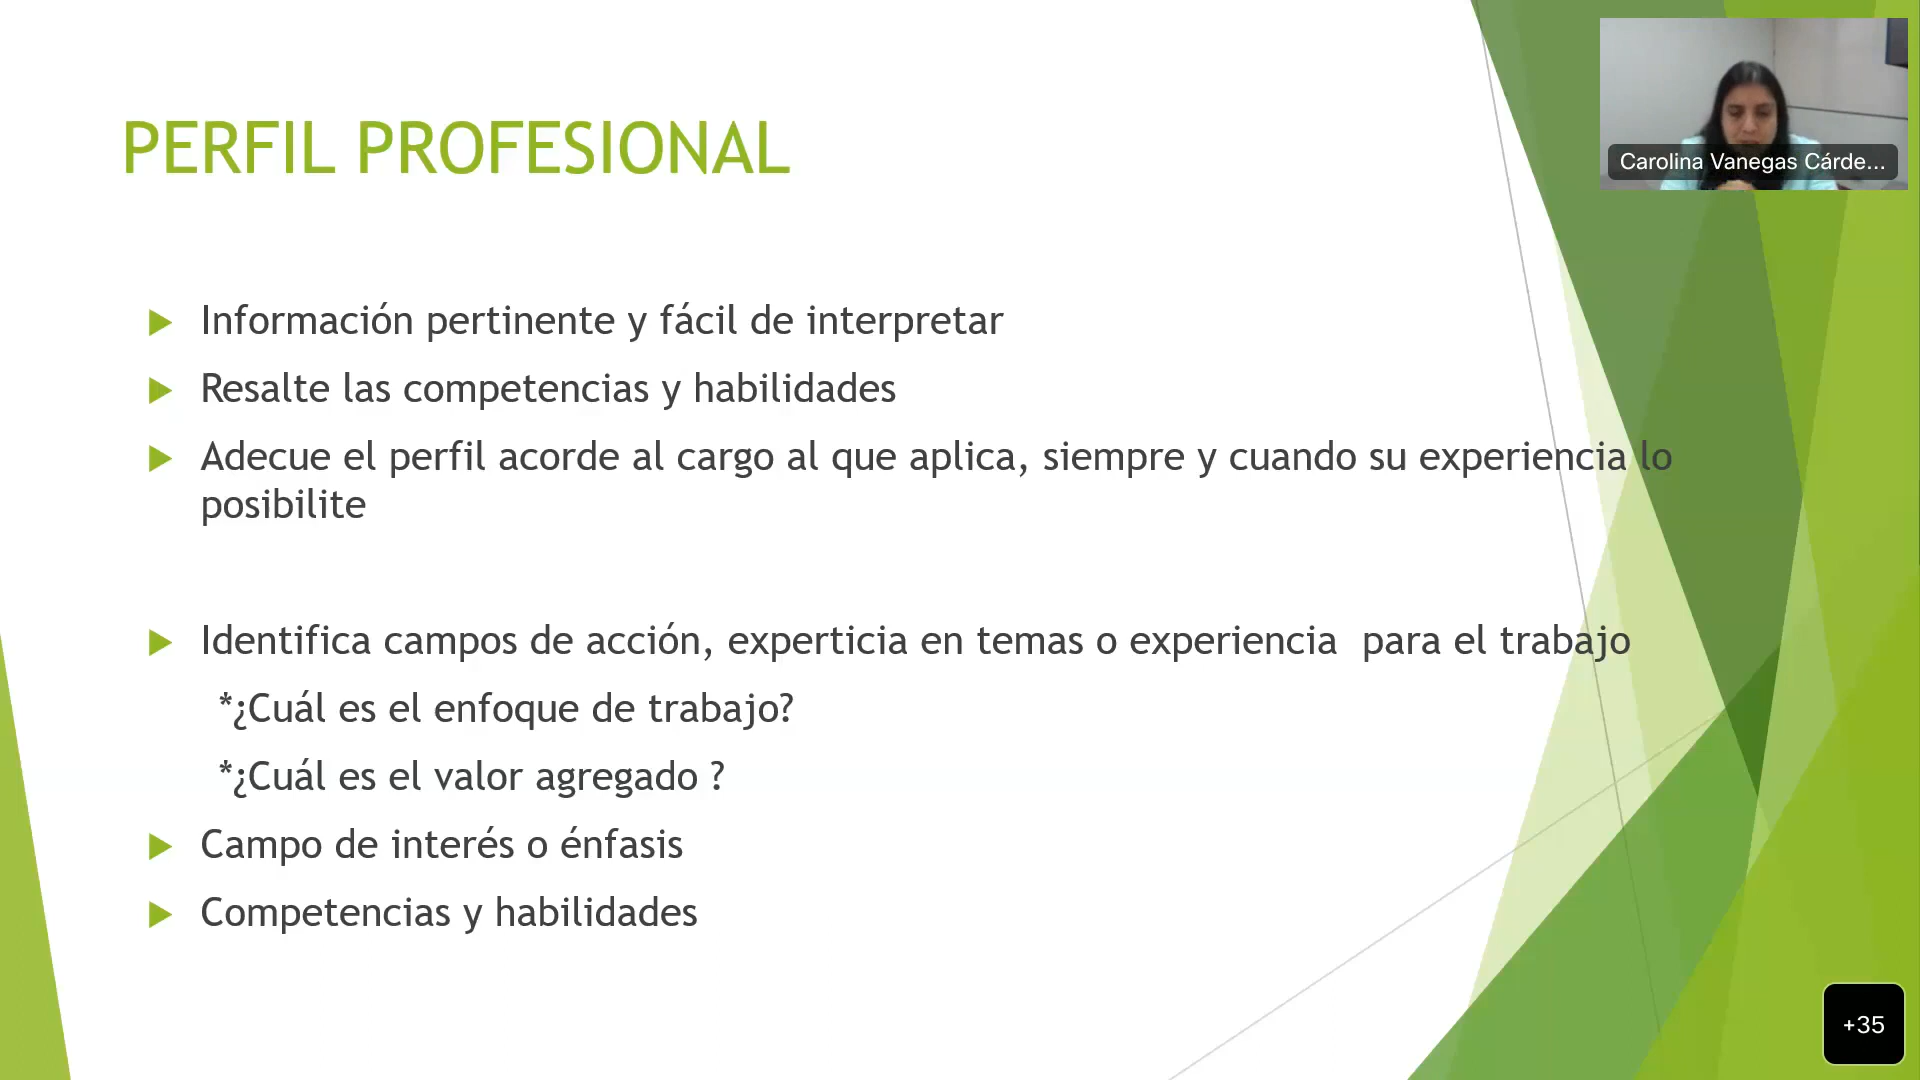 PERFIL PROFESIONAL
Carolina Vanegas Cárde...
Información pertinente y fácil de interpretar
Resalte las competencias y habilidades
Adecue el perfil acorde al cargo al que aplica, siempre y cuando su experiencia lo
posibilite
Identifica campos de acción, experticia en temas o experiencia  para el trabajo
*¿Cuál es el enfoque de trabajo?
*¿Cuál es el valor agregado ?
Campo de interés o énfasis
Competencias y habilidades
+35